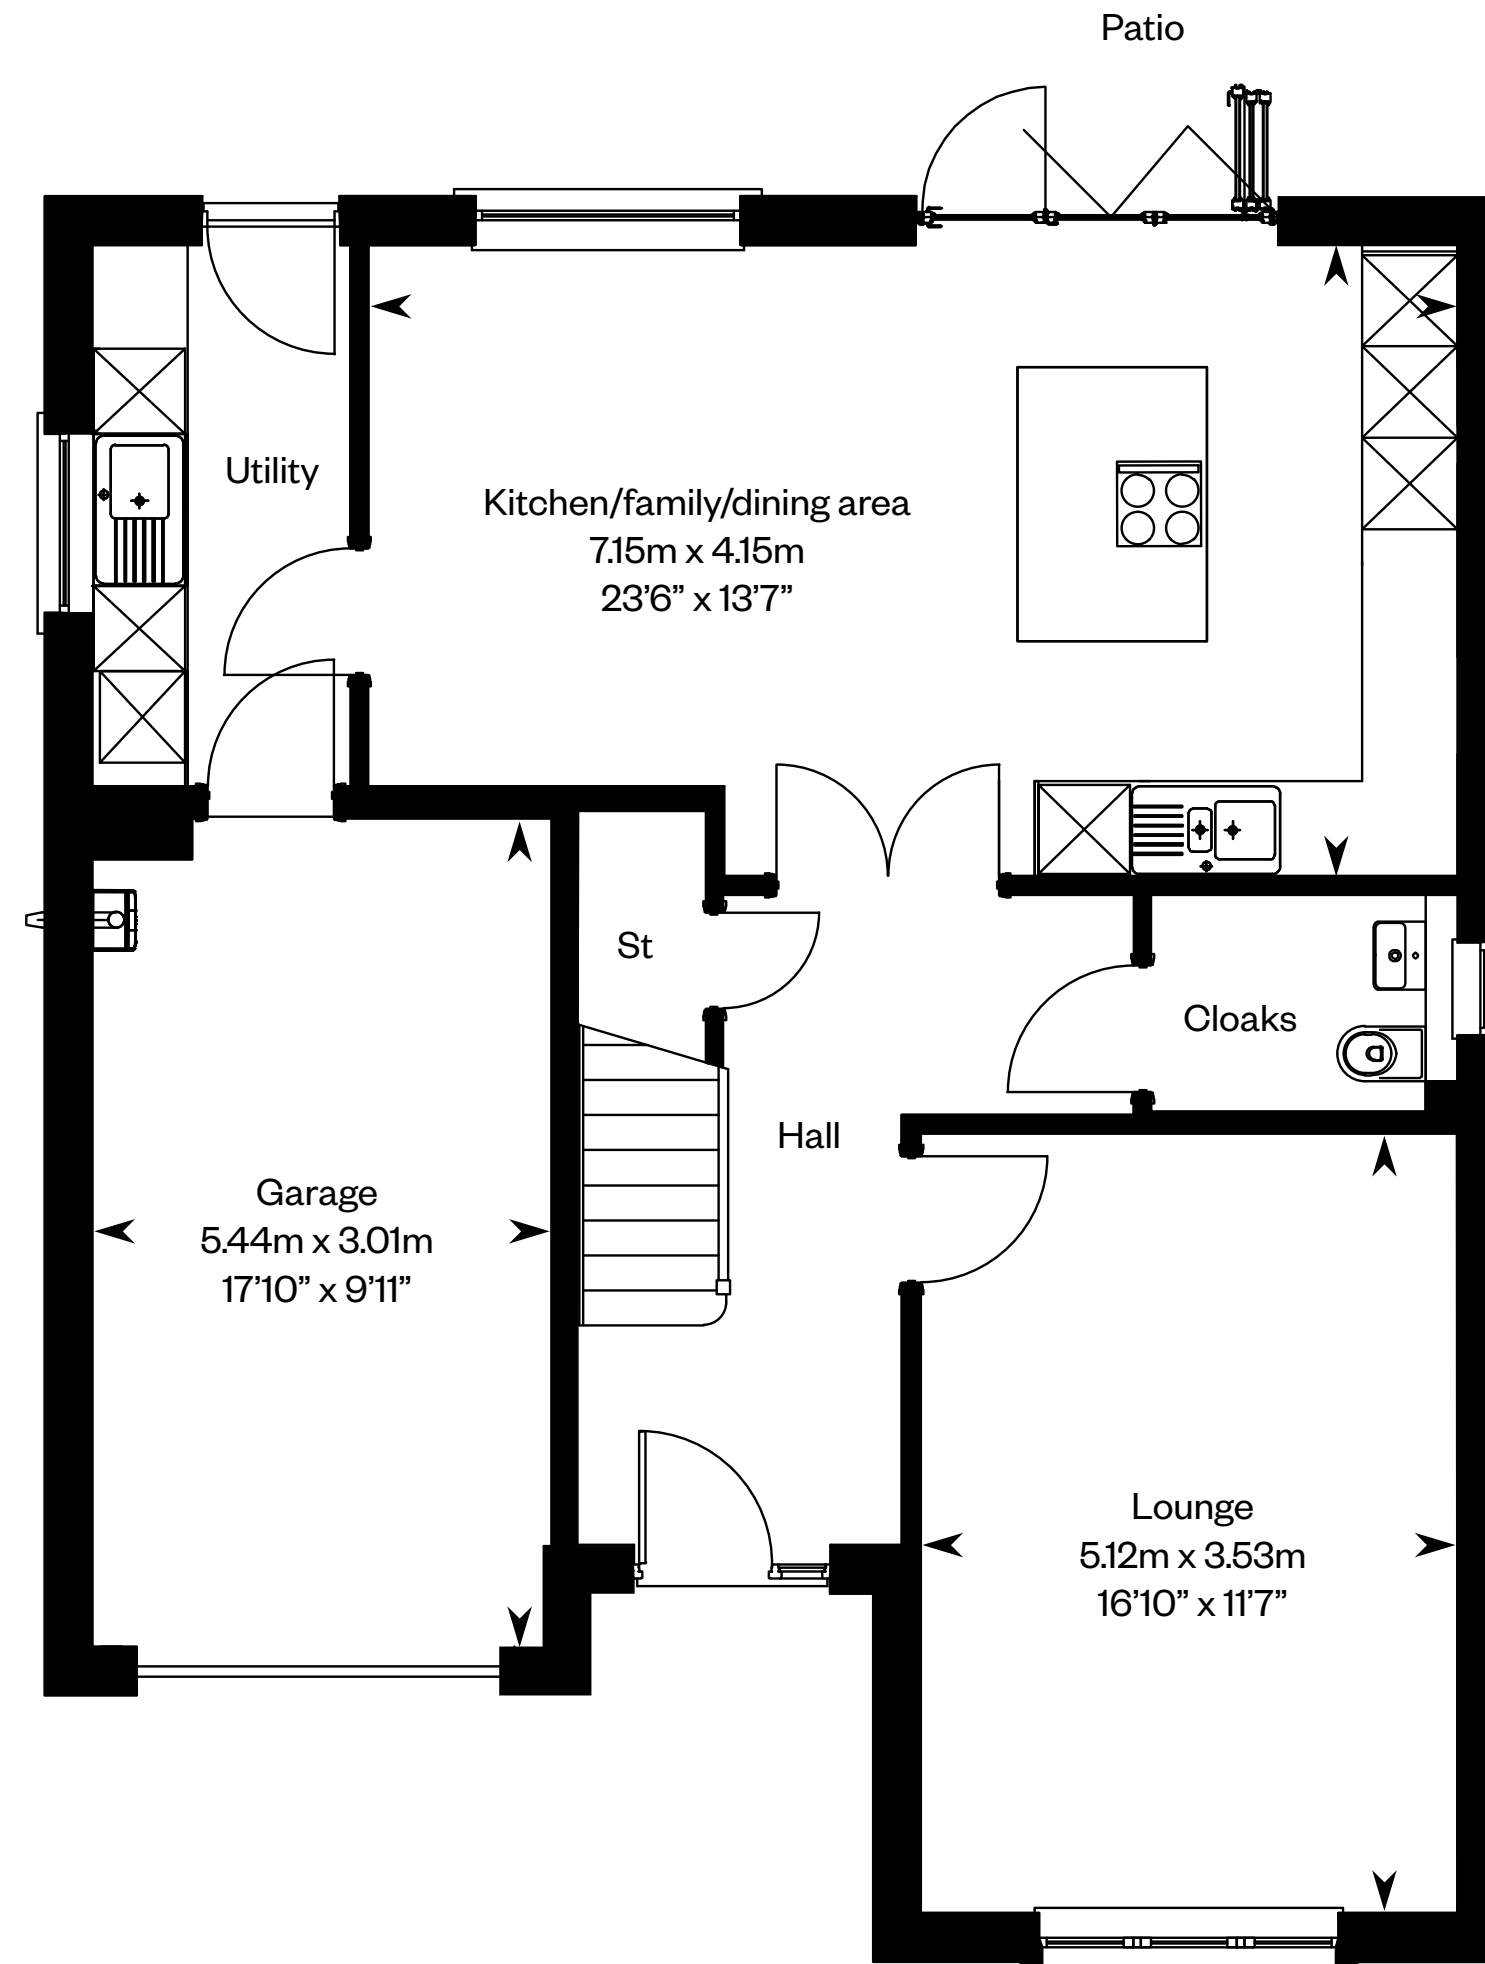 Patio
Utility
Kitchen/family/dining area
7.15m x 4.15m
23’6” x 13’7”
St
Cloaks
Hall
Garage
5.44m x 3.01m
17’10” x 9’11”
Lounge
5.12m x 3.53m
16’10” x 11’7”